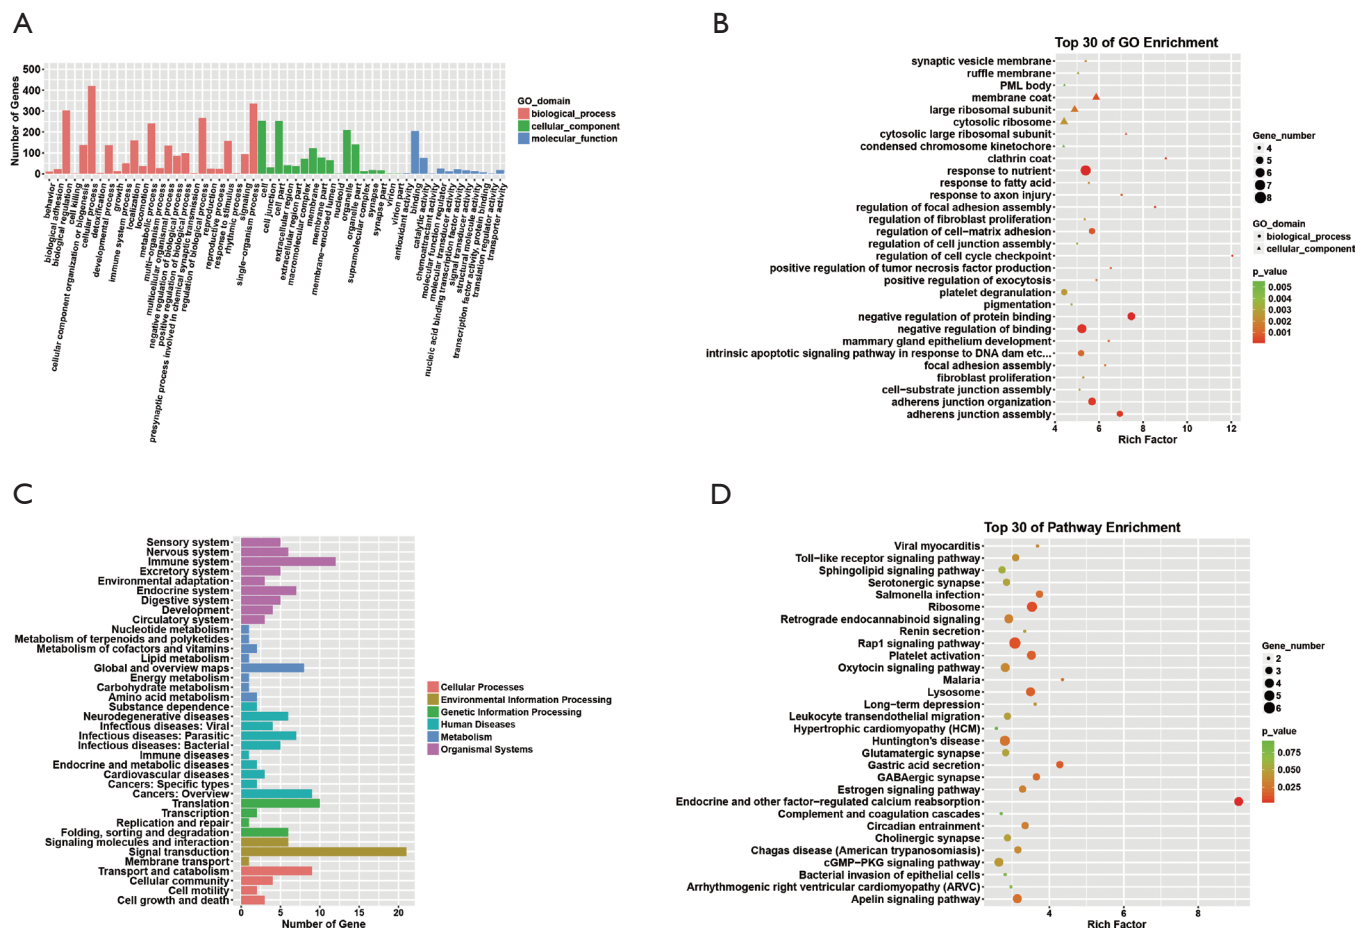 A
Number of Genes
500
400
300
200
100
0
behavior
biological adhesion
biological regulation
cell killing
cellular component organization or biogenesis
cellular process
detoxification
developmental process
growth
immune system process
localization
locomotion
metabolic process
multi-organism process
multicellular organismal process
negative regulation of biological process
positive regulation of biological process
presynaptic process involved in chemical synaptic transmission
regulation of biological process
reproduction
reproductive process
response to stimulus
rhythmic process
signaling
single-organism process
cell
cell junction
cell part
extracellular region
extracellular region part
macromolecular complex
membrane
membrane part
membrane-enclosed lumen
nucleoid
organelle
organelle part
supramolecular complex
synapse
synapse part
virion
virion part
antioxidant activity
binding
catalytic activity
chemoattractant activity
molecular function regulator
molecular transducer activity
nucleic acid binding transcription factor activity
signal transducer activity
structural molecule activity
transcription factor activity, protein binding
translation regulator activity
transporter activity
GO_domain
biological_process
cellular_component
molecular_function
B
Top 30 of GO Enrichment
synaptic vesicle membrane
ruffle membrane
PML body
membrane coat
large ribosomal subunit
cytosolic ribosome
cytosolic large ribosomal subunit
condensed chromosome kinetochore
clathrin coat
response to nutrient
response to fatty acid
response to axon injury
regulation of focal adhesion assembly
regulation of fibroblast proliferation
regulation of cell−matrix adhesion
regulation of cell junction assembly
regulation of cell cycle checkpoint
positive regulation of tumor necrosis factor production
positive regulation of exocytosis
platelet degranulation
pigmentation
negative regulation of protein binding
negative regulation of binding
mammary gland epithelium development
intrinsic apoptotic signaling pathway in response to DNA dam etc...
focal adhesion assembly
fibroblast proliferation
cell−substrate junction assembly
adherens junction organization
adherens junction assembly
4 6 8 10 12
Rich Factor
Gene_number
4
5
6
7
8
GO_domain
biological_process
cellular_component
p_value
0.005
0.004
0.003
0.002
0.001
C
Sensory system
Nervous system
Immune system
Excretory system
Environmental adaptation
Endocrine system
Digestive system
Development
Circulatory system
Nucleotide metabolism
Metabolism of terpenoids and polyketides
Metabolism of cofactors and vitamins
Lipid metabolism
Global and overview maps
Energy metabolism
Carbohydrate metabolism
Amino acid metabolism
Substance dependence
Neurodegenerative diseases
Infectious diseases: Viral
Infectious diseases: Parasitic
Infectious diseases: Bacterial
Immune diseases
Endocrine and metabolic diseases
Cardiovascular diseases
Cancers: Specific types
Cancers: Overview
Translation
Transcription
Replication and repair
Folding, sorting and degradation
Signaling molecules and interaction
Signal transduction
Membrane transport
Transport and catabolism
Cellular community
Cell motility
Cell growth and death
0 5 10 15 20
Number of Gene
Cellular Processes
Environmental Information Processing
Genetic Information Processing
Human Diseases
Metabolism
Organismal Systems
D
Top 30 of Pathway Enrichment
Viral myocarditis
Toll−like receptor signaling pathway
Sphingolipid signaling pathway
Serotonergic synapse
Salmonella infection
Ribosome
Retrograde endocannabinoid signaling
Renin secretion
Rap1 signaling pathway
Platelet activation
Oxytocin signaling pathway
Malaria
Lysosome
Long−term depression
Leukocyte transendothelial migration
Hypertrophic cardiomyopathy (HCM)
Huntington's disease
Glutamatergic synapse
Gastric acid secretion
GABAergic synapse
Estrogen signaling pathway
Endocrine and other factor−regulated calcium reabsorption
Complement and coagulation cascades
Circadian entrainment
Cholinergic synapse
Chagas disease (American trypanosomiasis)
cGMP−PKG signaling pathway
Bacterial invasion of epithelial cells
Arrhythmogenic right ventricular cardiomyopathy (ARVC)
Apelin signaling pathway
4 6 8
Rich Factor
Gene_number
2
3
4
5
6
p_value
0.075
0.050
0.025